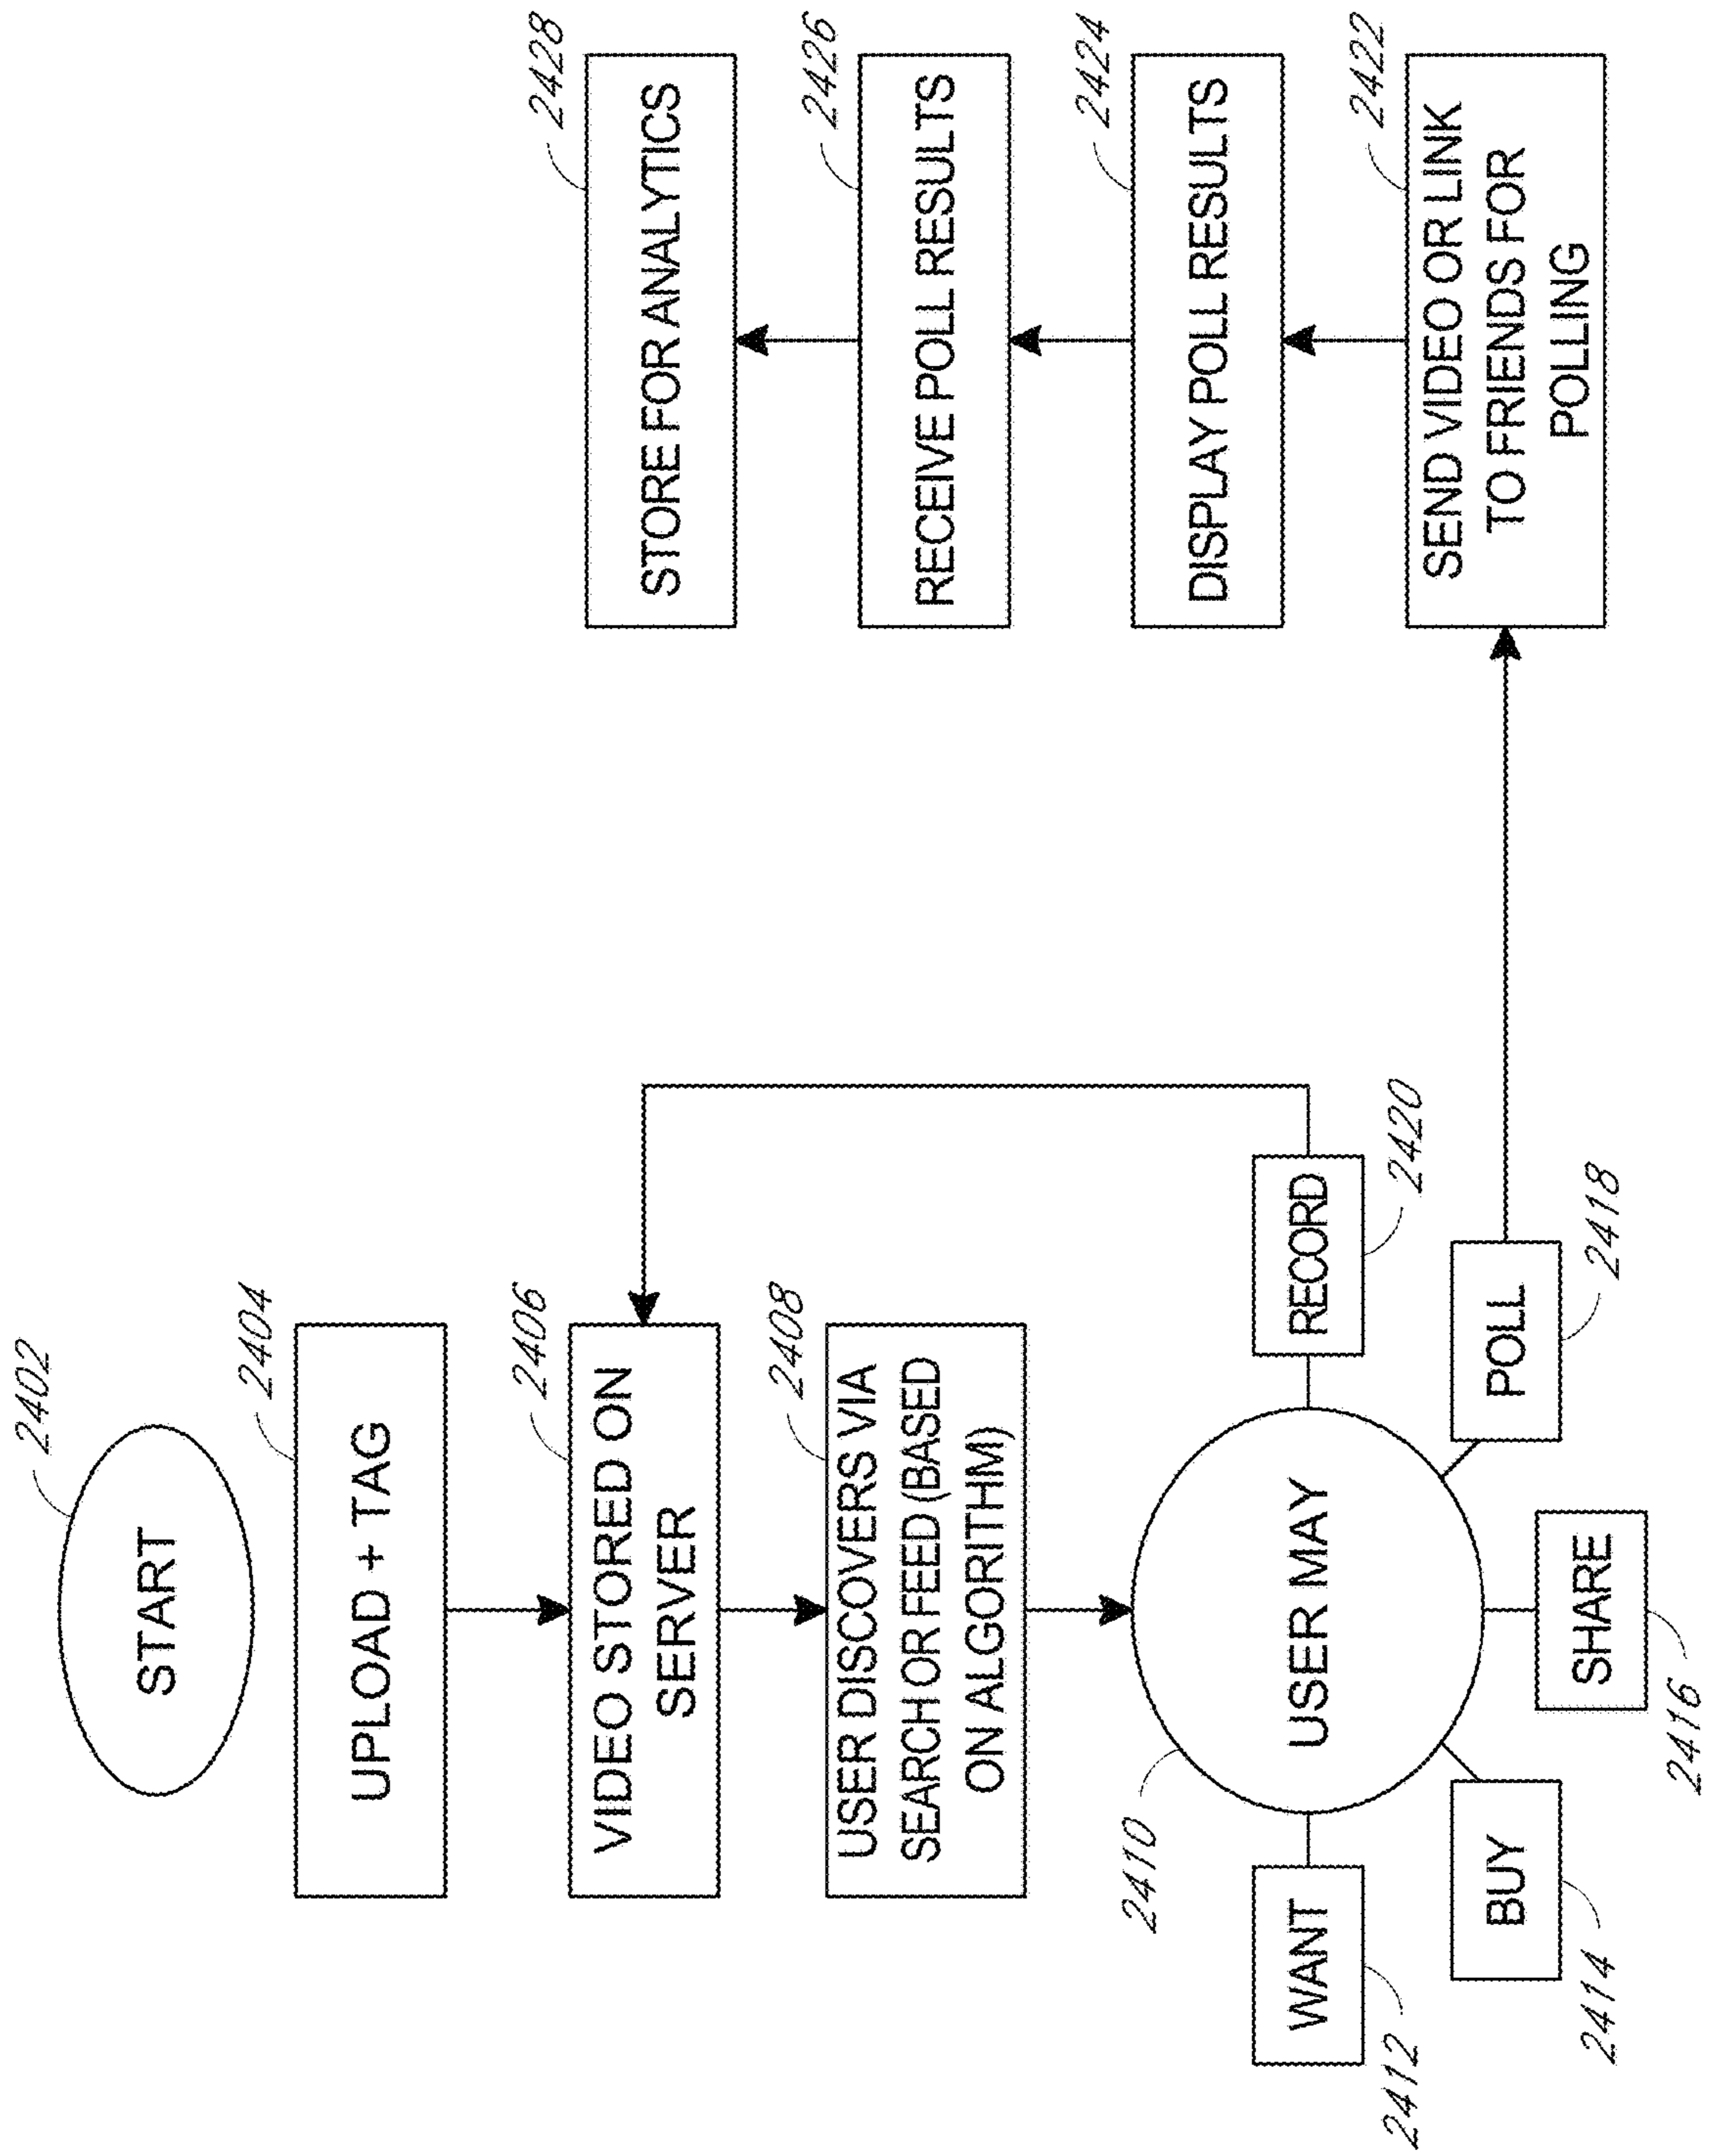 2402
START
2404
UPLOAD + TAG
2406
VIDEO STORED ON
SERVER
2408
USER DISCOVERS VIA
SEARCH OR FEED (BASED
ON ALGORITHM)
2410
USER MAY
WANT
2412
BUY
2414
SHARE
2416
POLL
2418
RECORD
2420
2422
SEND VIDEO OR LINK
TO FRIENDS FOR
POLLING
2424
DISPLAY POLL RESULTS
2426
RECEIVE POLL RESULTS
2428
STORE FOR ANALYTICS